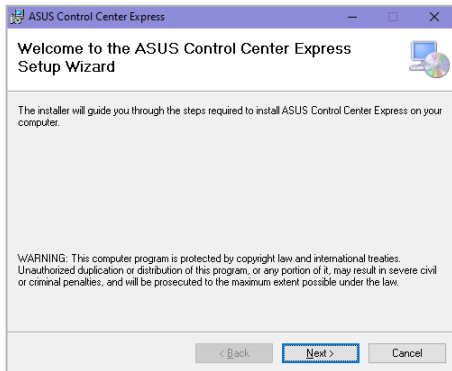 ASUS Control Center Express
Welcome to the ASUS Control Center Express
Setup Wizard
The installer will guide you through the steps required to install ASUS Control Center Express on your
computer.
WARNING: This computer program is protected by copyright law and international treaties.
Unauthorized duplication or distribution of this program, or any portion of it, may result in severe civil
or criminal penalties, and will be prosecuted to the maximum extent possible under the law.
< Back Next > Cancel